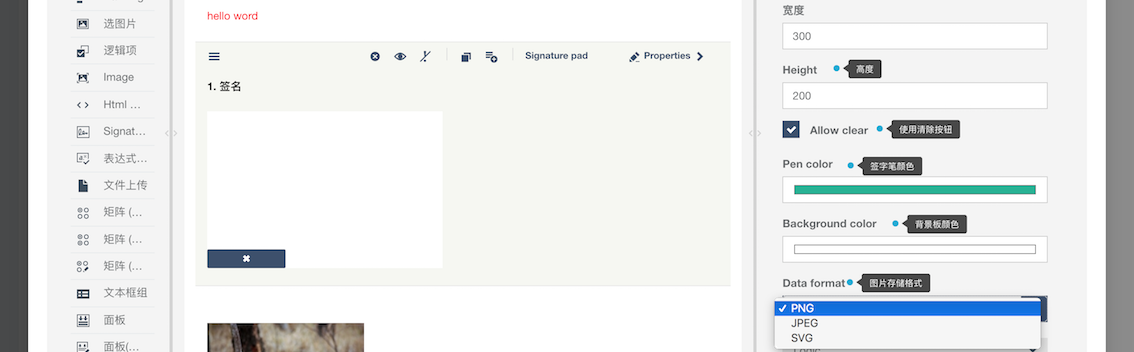 选图片
逻辑项
Image
Html ...
Signat...
表达式...
文件上传
矩阵 (...
矩阵 (...
矩阵 (...
文本框组
面板
面板(...
hello word
Signature pad
Properties
1. 签名
宽度
300
Height
高度
200
Allow clear
使用清除按钮
Pen color
签字笔颜色
Background color
背景板颜色
Data format
图片存储格式
PNG
JPEG
SVG